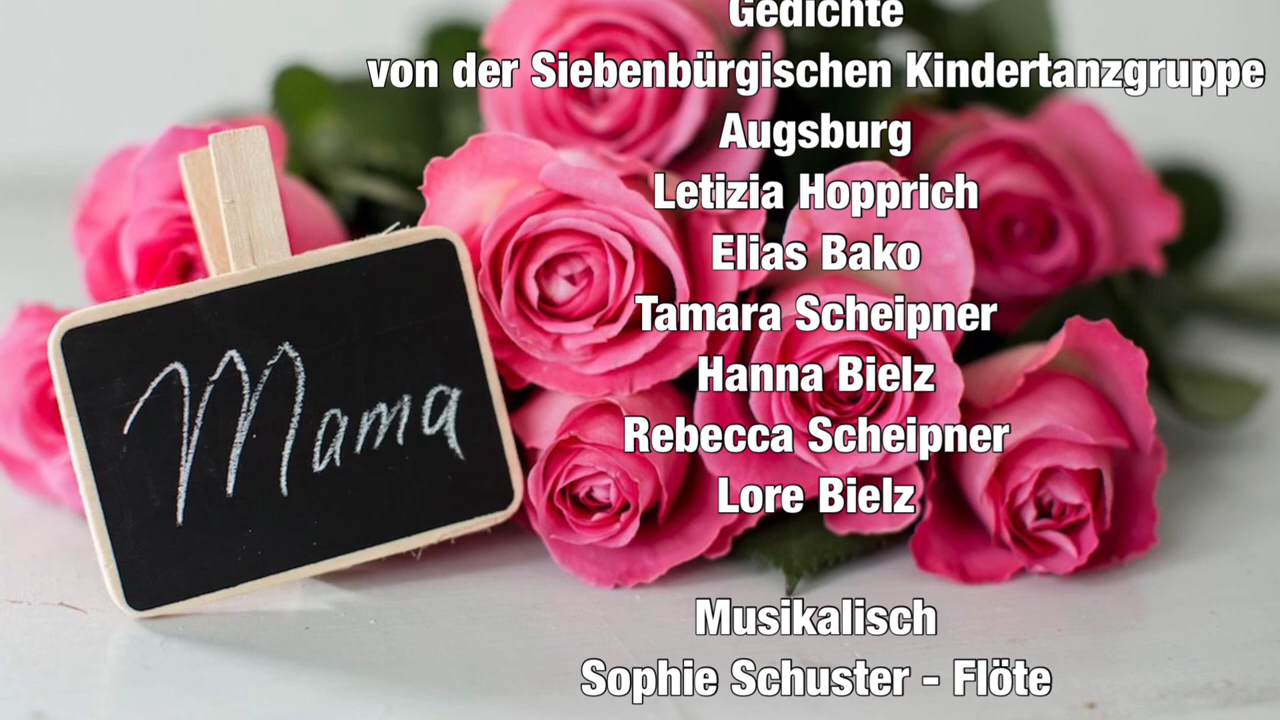 Gedichte
von der Siebenbürgischen Kindertanzgruppe
Augsburg
Letizia Hopprich
Elias Bako
Tamara Scheipner
Hanna Bielz
Rebecca Scheipner
Lore Bielz
Mama
Musikalisch
Sophie Schuster - Flöte